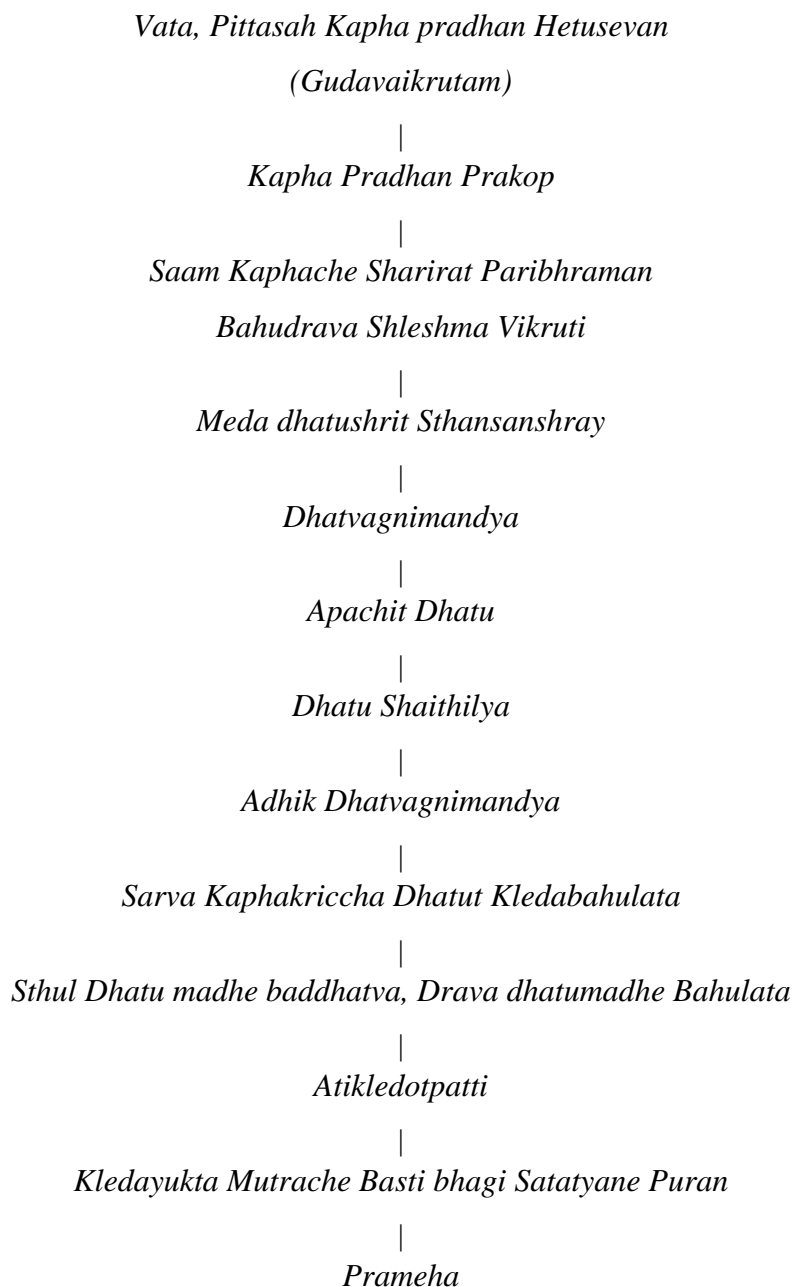 Vata, Pittasah Kapha pradhan Hetusevan
(Gudavaikrutam)
|
Kapha Pradhan Prakop
|
Saam Kaphache Sharirat Paribhraman
Bahudrava Shleshma Vikruti
|
Meda dhatushrit Sthansanshray
|
Dhatvagnimandya
|
Apachit Dhatu
|
Dhatu Shaithilya
|
Adhik Dhatvagnimandya
|
Sarva Kaphakriccha Dhatut Kledabahulata
|
Sthul Dhatu madhe baddhatva, Drava dhatumadhe Bahulata
|
Atikledotpatti
|
Kledayukta Mutrache Basti bhagi Satatyane Puran
|
Prameha